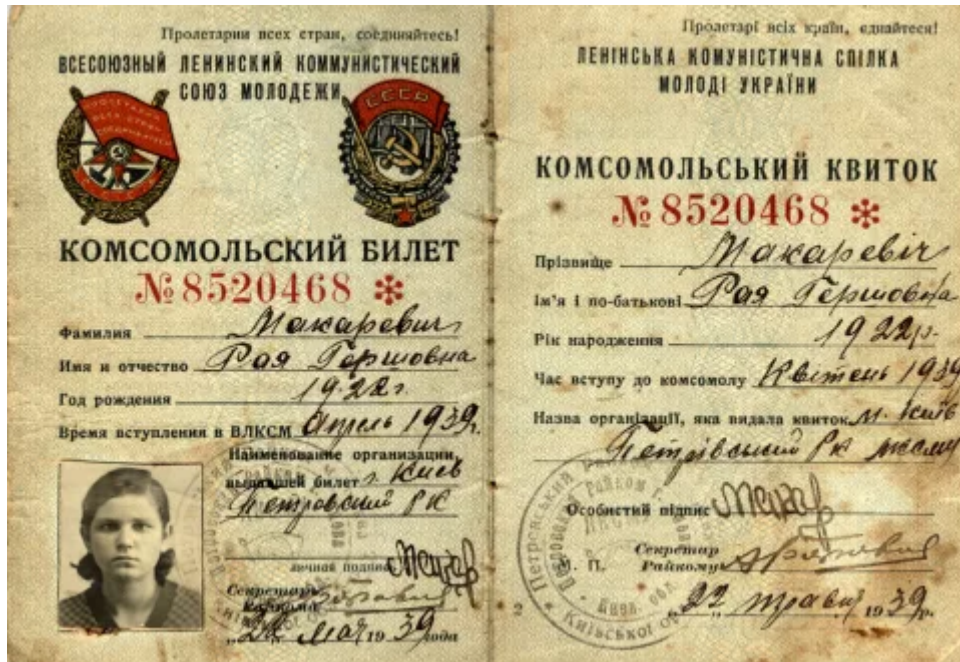 Пролетарии всех стран, соединяйтесь!
ВСЕСОЮЗНЫЙ ЛЕНИНСКИЙ КОММУНИСТИЧЕСКИЙ
СОЮЗ МОЛОДЕЖИ
СССР
КОМСОМОЛЬСКИЙ БИЛЕТ
№ 8520468 *
Фамилия Макаревич
Имя и отчество Рая Гершовна
Год рождения 1922 г.
Время вступления в ВЛКСМ Апрель 1939 г.
Наименование организации,
выдавшей билет г. Киев
Петровский РК
личная подпись
Секретарь
Райкома
22 мая 1939 года
Пролетарі всіх країн, єднайтеся!
ЛЕНІНСЬКА КОМУНІСТИЧНА СПІЛКА
МОЛОДІ УКРАЇНИ
КОМСОМОЛЬСЬКИЙ КВИТОК
№ 8520468 *
Прізвище Макаревіч
Ім'я і по-батькові Рая Гершовна
Рік народження 1922 р.
Час вступу до комсомолу Квітень 1939
Назва організації, яка видала квиток м. Київ
Петрівський РК ЛКСМУ
Особистий підпис Макар
Секретар
М. П. Райкому
2
22 травня 1939 р.